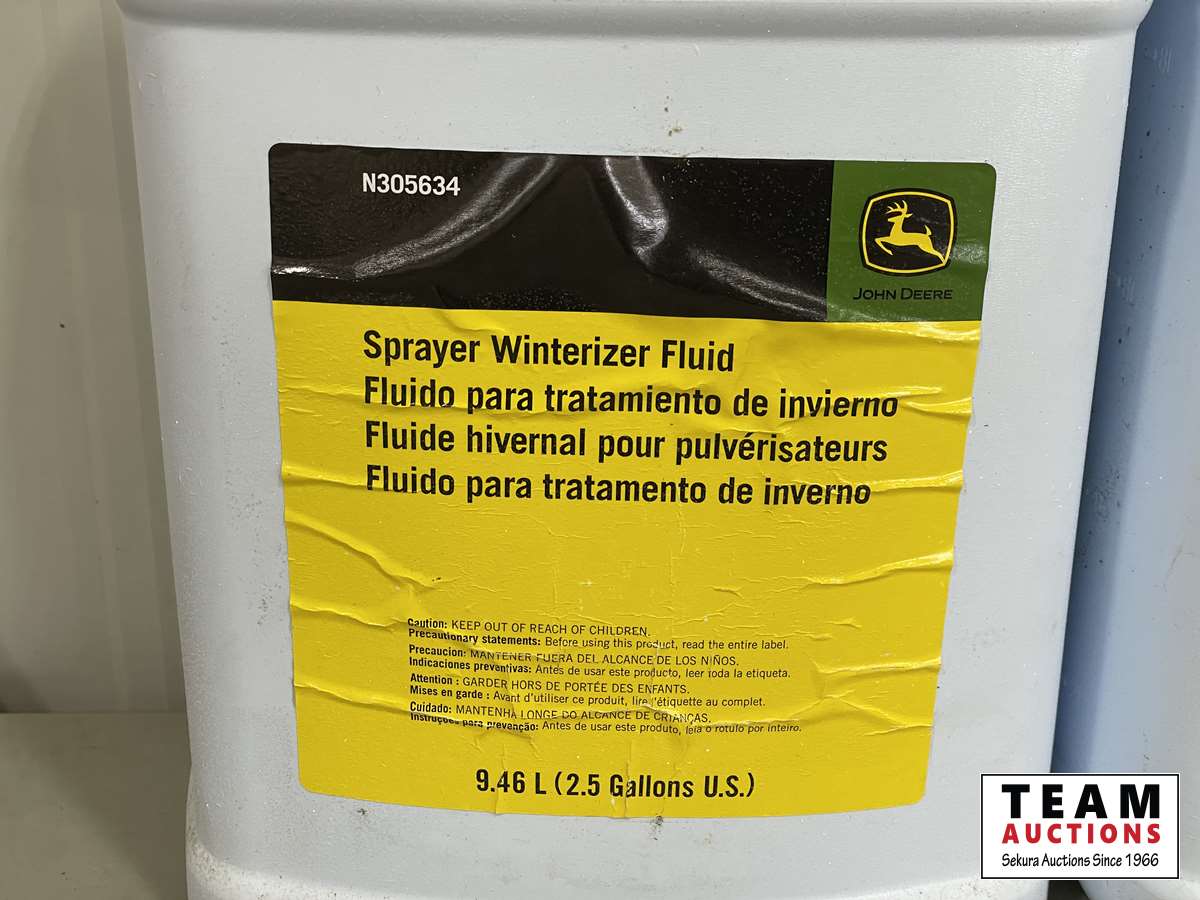 N305634
JOHN DEERE
Sprayer Winterizer Fluid
Fluido para tratamiento de invierno
Fluide hivernal pour pulvérisateurs
Fluido para tratamento de inverno
Caution: KEEP OUT OF REACH OF CHILDREN.
Precautionary statements: Before using this product, read the entire label.
Precaucion: MANTENER FUERA DEL ALCANCE DE LOS NIÑOS.
Indicaciones preventivas: Antes de usar este producto, leer toda la etiqueta.
Attention : GARDER HORS DE PORTÉE DES ENFANTS.
Mises en garde : Avant d'utiliser ce produit, lire l'étiquette au complet.
Cuidado: MANTENHA LONGE DO ALCANCE DE CRIANÇAS.
Instruções para prevenção: Antes de usar este produto, leia o rotulo por inteiro.
9.46 L (2.5 Gallons U.S.)
TEAM
AUCTIONS
Sekura Auctions Since 1966